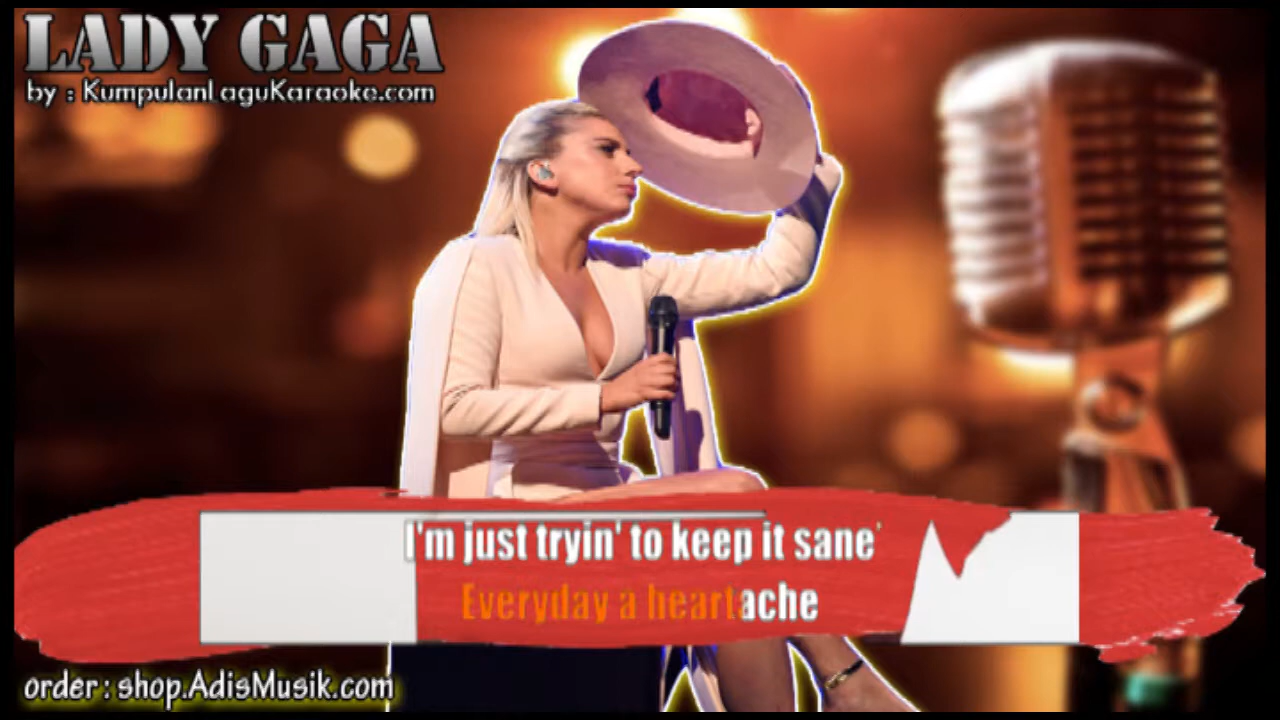 LADY GAGA
by : KumpulanLaguKaraoke.com
I'm just tryin' to keep it sane'
Everyday a heartache
order : shop.AdisMusik.com